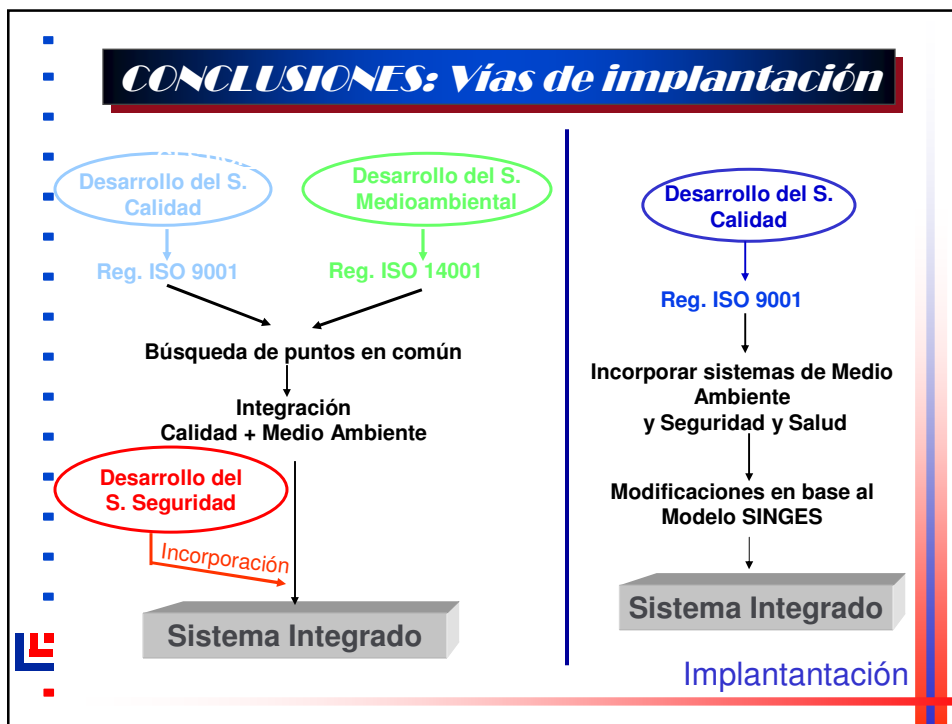 CONCLUSIONES: Vías de implantación
Desarrollo del S.
Calidad
Reg. ISO 9001
Desarrollo del S.
Medioambiental
Reg. ISO 14001
Búsqueda de puntos en común
Integración
Calidad + Medio Ambiente
Desarrollo del
S. Seguridad
Incorporación
Sistema Integrado
Desarrollo del S.
Calidad
Reg. ISO 9001
Incorporar sistemas de Medio
Ambiente
y Seguridad y Salud
Modificaciones en base al
Modelo SINGES
Sistema Integrado
Implantantación